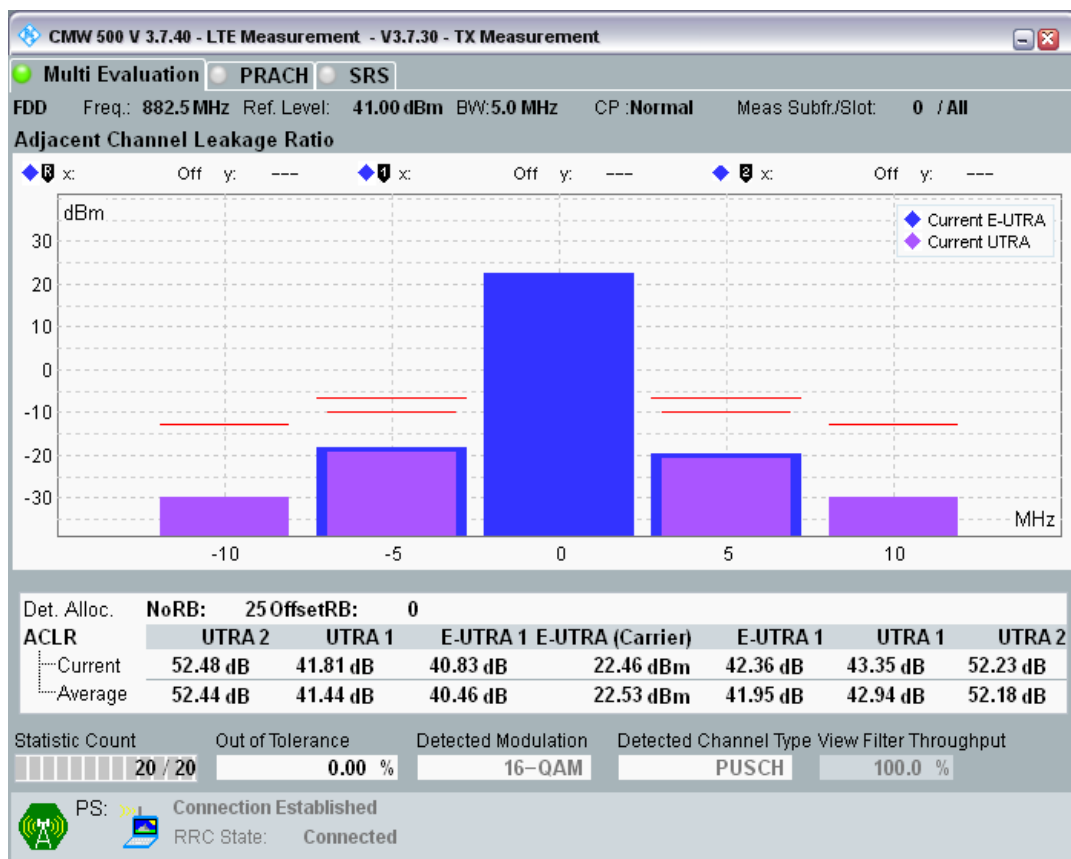 CMW 500 V 3.7.40 - LTE Measurement - V3.7.30 - TX Measurement
Multi Evaluation PRACH SRS
FDD Freq.: 882.5 MHz Ref. Level: 41.00 dBm BW:5.0 MHz CP :Normal Meas Subfr./Slot: 0 / All
Adjacent Channel Leakage Ratio
R x: Off y: --- 1 x: Off y: --- 2 x: Off y: ---
dBm
Current E-UTRA
Current UTRA
30
20
10
0
-10
-20
-30
MHz
-10 -5 0 5 10
Det. Alloc. NoRB: 25 OffsetRB: 0
ACLR UTRA 2 UTRA 1 E-UTRA 1 E-UTRA (Carrier) E-UTRA 1 UTRA 1 UTRA 2
Current 52.48 dB 41.81 dB 40.83 dB 22.46 dBm 42.36 dB 43.35 dB 52.23 dB
Average 52.44 dB 41.44 dB 40.46 dB 22.53 dBm 41.95 dB 42.94 dB 52.18 dB
Statistic Count Out of Tolerance Detected Modulation Detected Channel Type View Filter Throughput
20 / 20 0.00 % 16-QAM PUSCH 100.0 %
PS: Connection Established
RRC State: Connected